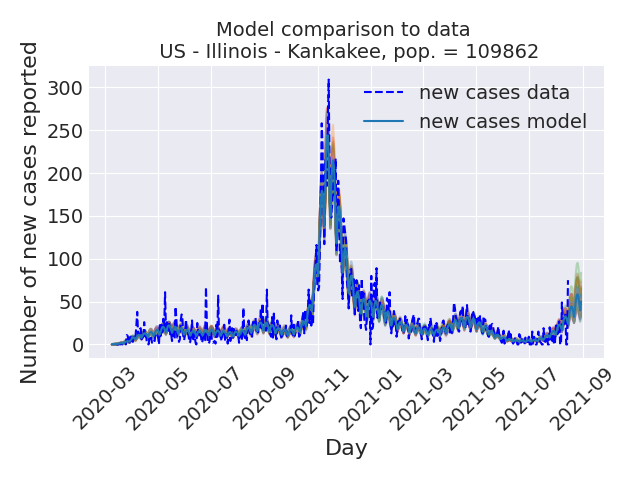 Model comparison to data
US - Illinois - Kankakee, pop. = 109862
Number of new cases reported
300
250
200
150
100
50
0
new cases data
new cases model
2020-03
2020-05
2020-07
2020-09
2020-11
2021-01
2021-03
2021-05
2021-07
2021-09
Day